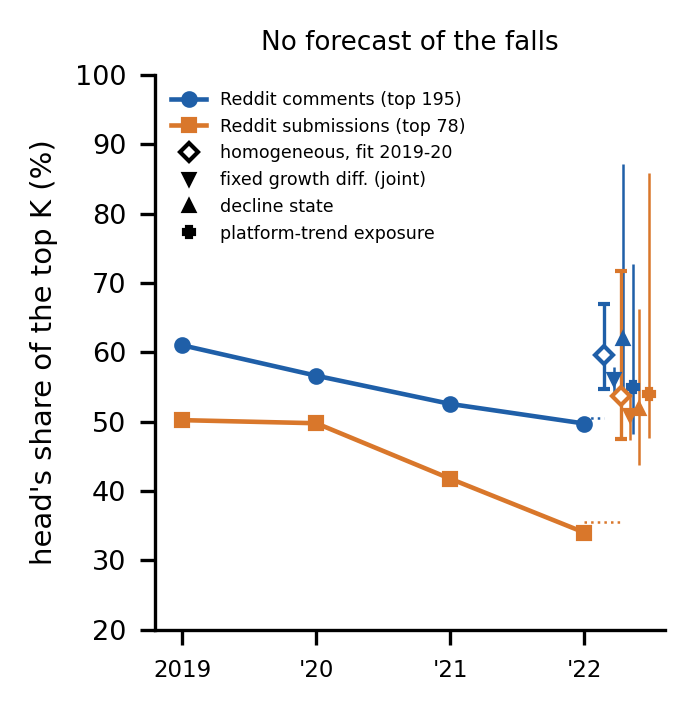 No forecast of the falls
head's share of the top K (%)
100
90
80
70
60
50
40
30
20
Reddit comments (top 195)
Reddit submissions (top 78)
homogeneous, fit 2019-20
fixed growth diff. (joint)
decline state
platform-trend exposure
2019
'20
'21
'22